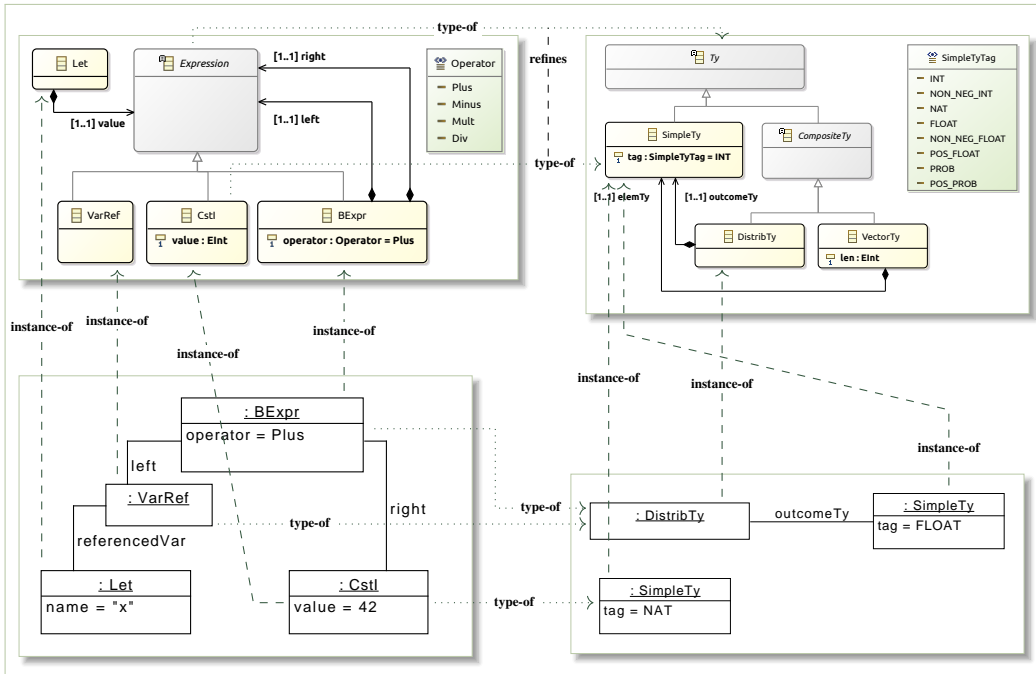 type-of
refines
Let
Expression
[1..1] right
Operator
Plus
Minus
Mult
Div
[1..1] value
[1..1] left
VarRef
CstI
value : EInt
BExpr
operator : Operator = Plus
type-of
Ty
SimpleTyTag
INT
NON_NEG_INT
NAT
FLOAT
NON_NEG_FLOAT
POS_FLOAT
PROB
POS_PROB
SimpleTy
tag : SimpleTyTag = INT
CompositeTy
[1..1] elemTy
[1..1] outcomeTy
DistribTy
VectorTy
len : EInt
instance-of
instance-of
instance-of
instance-of
instance-of
instance-of
instance-of
: BExpr
operator = Plus
left
right
: VarRef
referencedVar
: Let
name = "x"
: CstI
value = 42
type-of
type-of
type-of
: DistribTy
outcomeTy
: SimpleTy
tag = FLOAT
: SimpleTy
tag = NAT